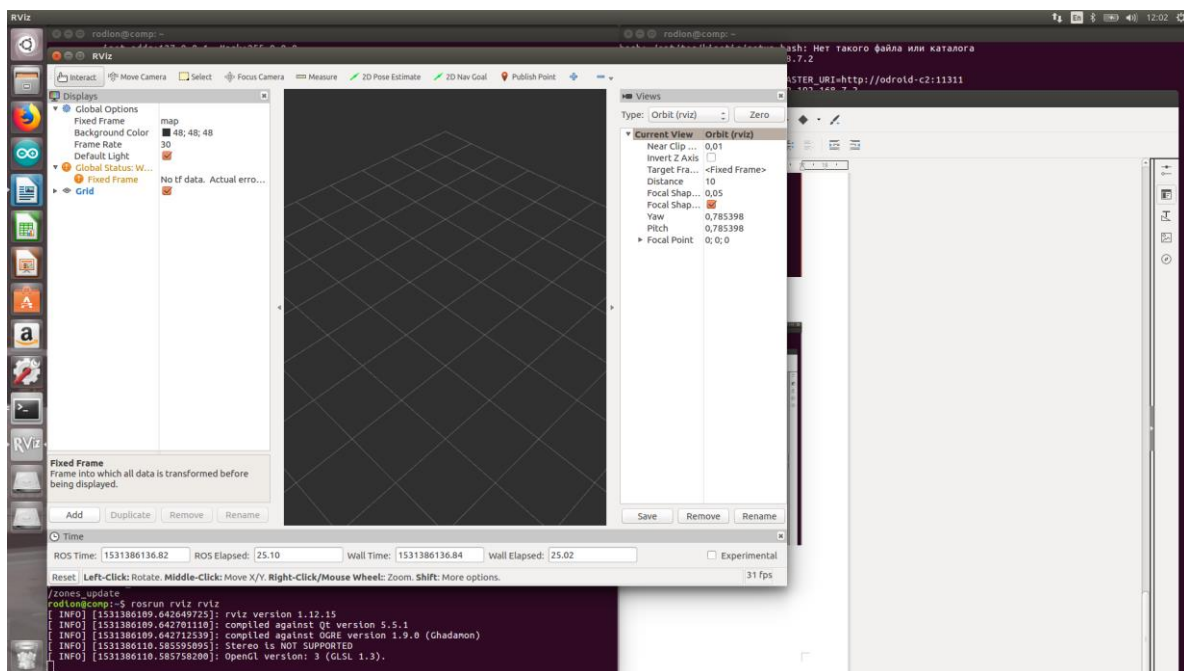 RViz
En
12:02
rodion@comp: ~
rodion@comp: ~
bash: Нет такого файла или каталога
8.7.2
ASTER_URI=http://odroid-c2:11311
RViz
Interact
Move Camera
Select
Focus Camera
Measure
2D Pose Estimate
2D Nav Goal
Publish Point
Displays
Global Options
Fixed Frame map
Background Color 48; 48; 48
Frame Rate 30
Default Light
Global Status: W...
Fixed Frame No tf data. Actual erro...
Grid
Fixed Frame
Frame into which all data is transformed before
being displayed.
Add Duplicate Remove Rename
Views
Type: Orbit (rviz) Zero
Current View Orbit (rviz)
Near Clip ... 0,01
Invert Z Axis
Target Fra... <Fixed Frame>
Distance 10
Focal Shap... 0,05
Focal Shap...
Yaw 0,785398
Pitch 0,785398
Focal Point 0; 0; 0
Save Remove Rename
Time
ROS Time: 1531386136.82 ROS Elapsed: 25.10 Wall Time: 1531386136.84 Wall Elapsed: 25.02 Experimental
Reset Left-Click: Rotate. Middle-Click: Move X/Y. Right-Click/Mouse Wheel:: Zoom. Shift: More options. 31 fps
/zones_update
rodion@comp:~$ rosrun rviz rviz
[ INFO] [1531386109.642649725]: rviz version 1.12.15
[ INFO] [1531386109.642701110]: compiled against Qt version 5.5.1
[ INFO] [1531386109.642712539]: compiled against OGRE version 1.9.0 (Ghadamon)
[ INFO] [1531386110.585595095]: Stereo is NOT SUPPORTED
[ INFO] [1531386110.585758200]: OpenGl version: 3 (GLSL 1.3).
RViz